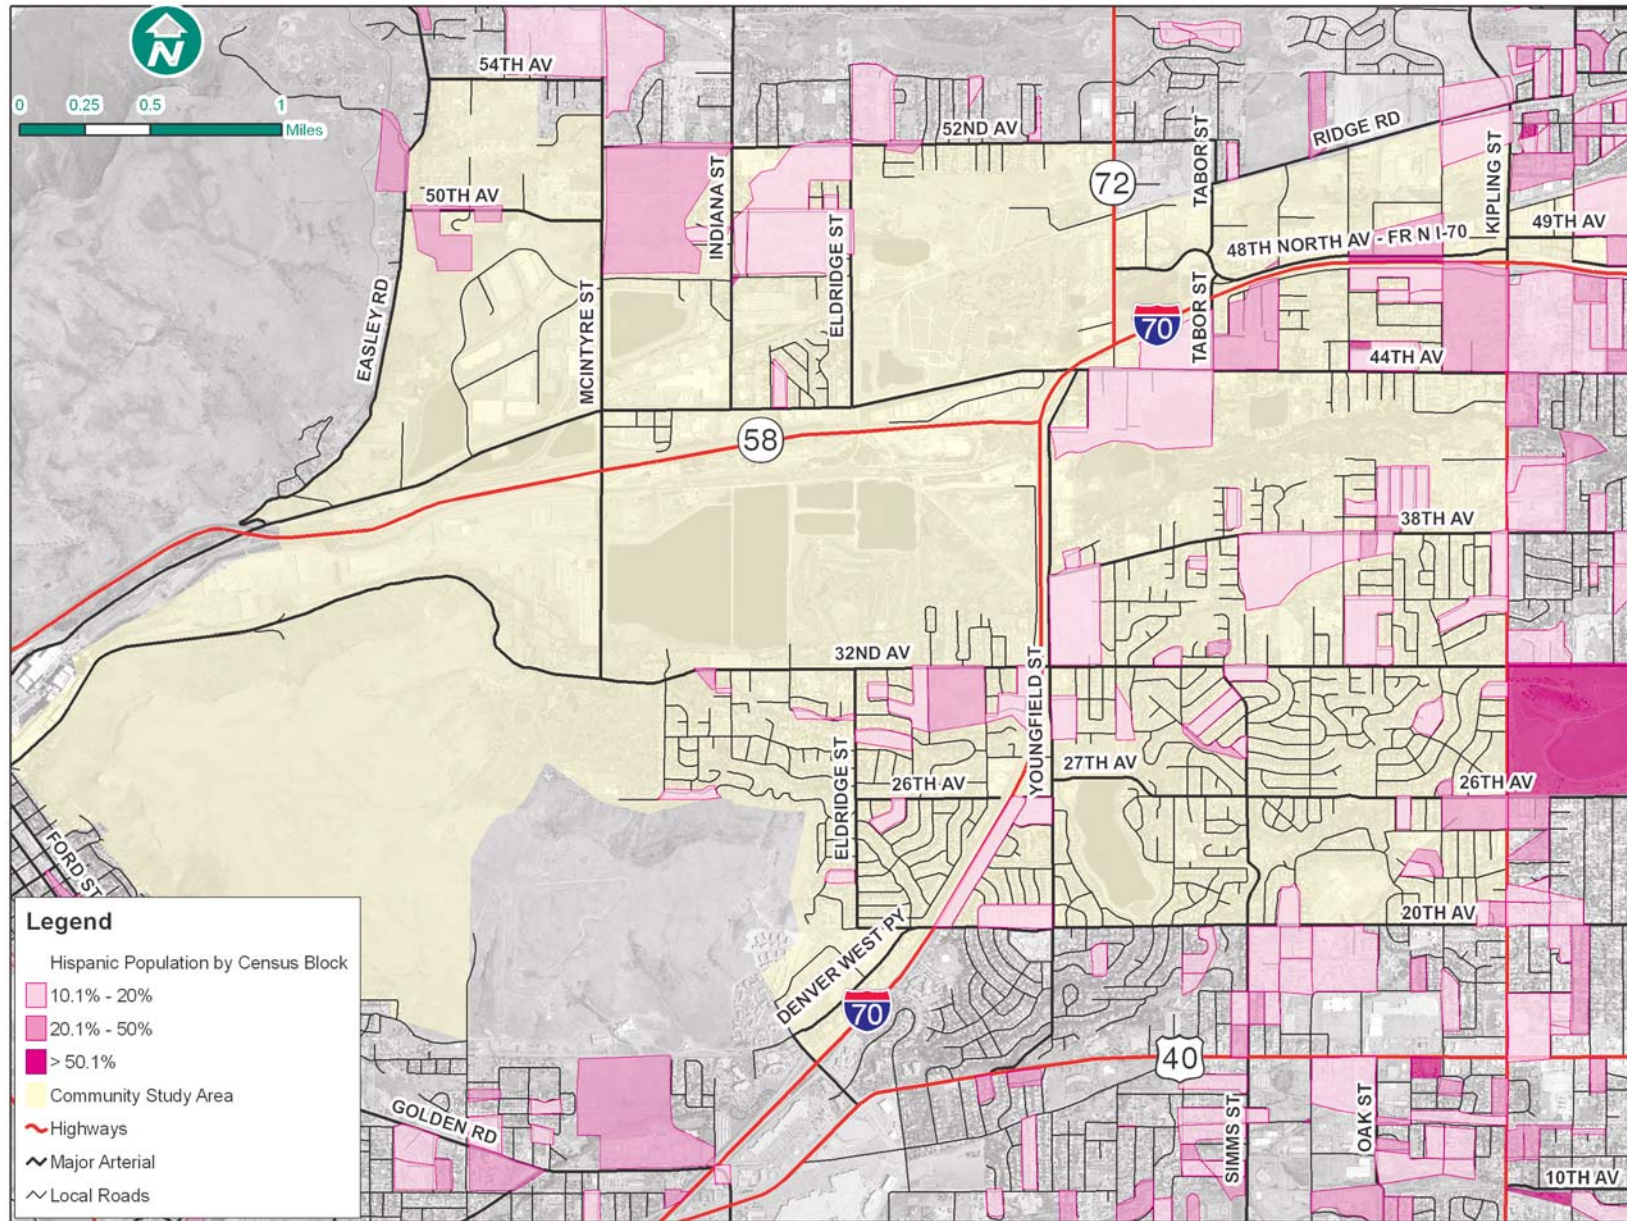 N
0 0.25 0.5 1
Miles
54TH AV
52ND AV
RIDGE RD
TABOR ST
KIPLING ST
72
50TH AV
INDIANA ST
ELDRIDGE ST
49TH AV
48TH NORTH AV - FR N I-70
EASLEY RD
MCINTYRE ST
TABOR ST
70
44TH AV
58
38TH AV
32ND AV
YOUNGFIELD ST
ELDRIDGE ST
26TH AV
27TH AV
26TH AV
FORD ST
20TH AV
DENVER WEST PY
70
40
GOLDEN RD
SIMMS ST
OAK ST
10TH AV
Legend
Hispanic Population by Census Block
10.1% - 20%
20.1% - 50%
> 50.1%
Community Study Area
Highways
Major Arterial
Local Roads